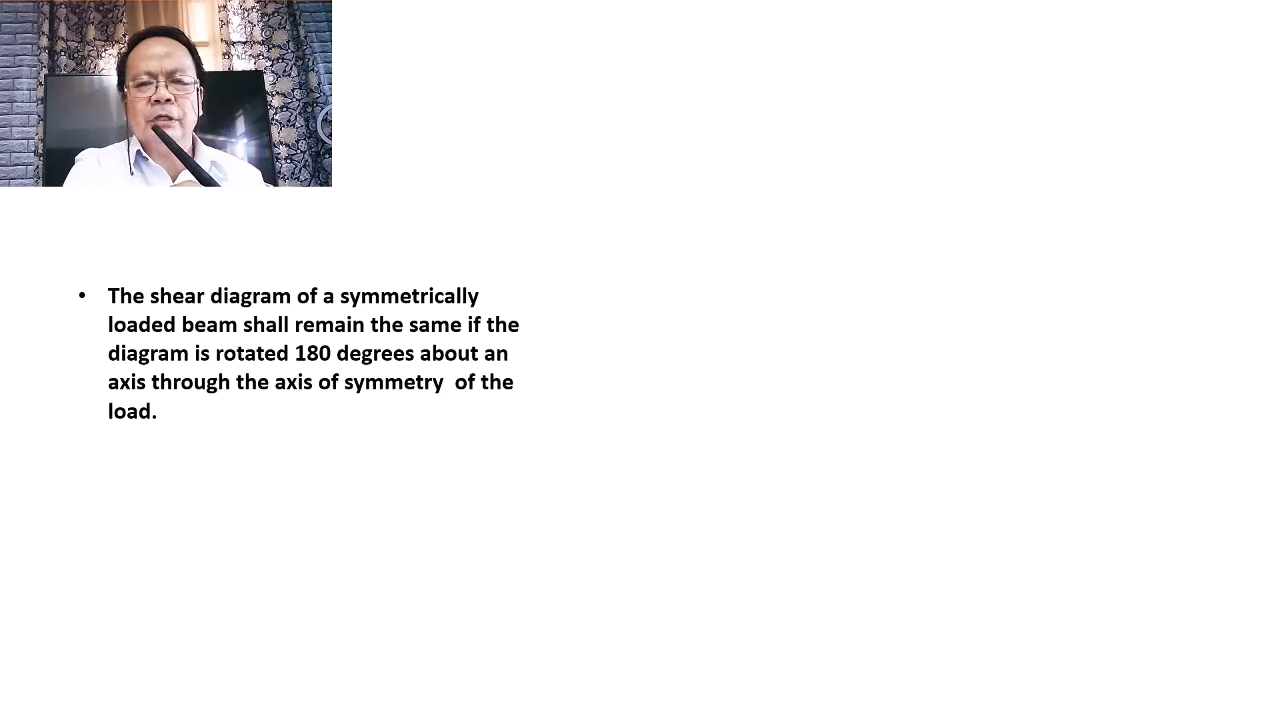 • The shear diagram of a symmetrically
loaded beam shall remain the same if the
diagram is rotated 180 degrees about an
axis through the axis of symmetry  of the
load.